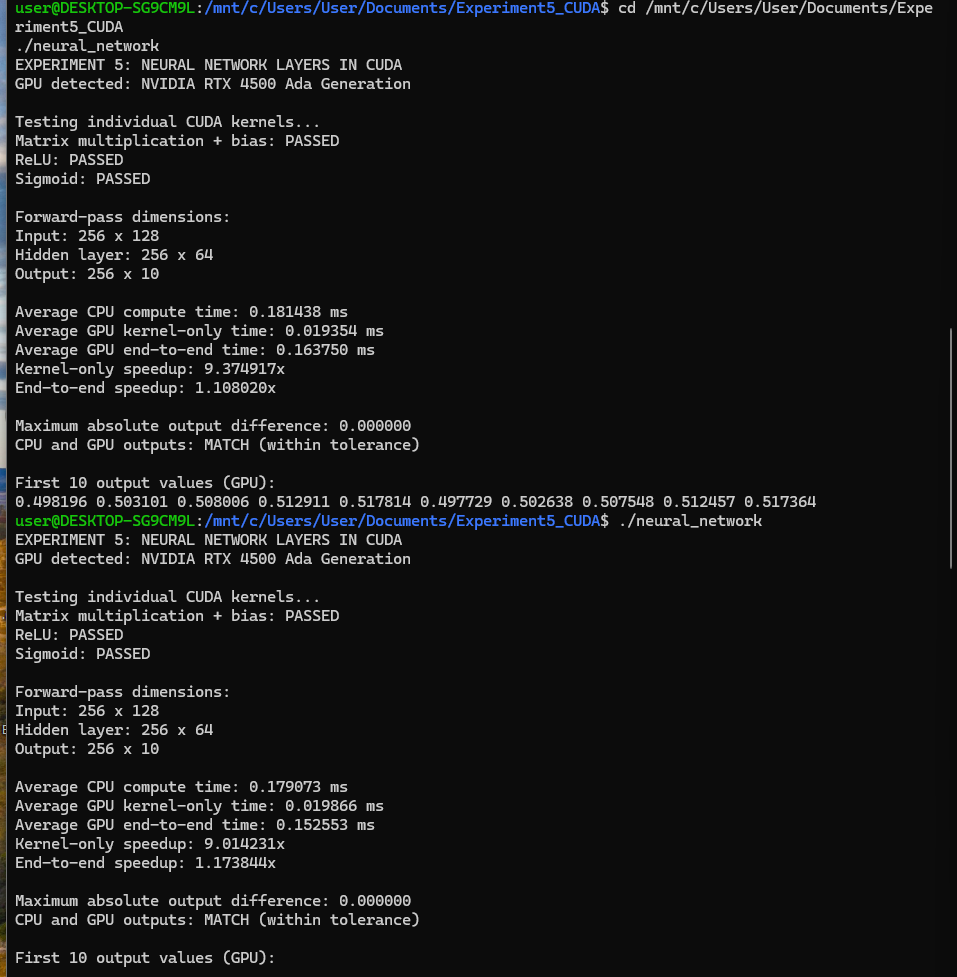 user@DESKTOP-SG9CM9L:/mnt/c/Users/User/Documents/Experiment5_CUDA$ cd /mnt/c/Users/User/Documents/Expe
riment5_CUDA
./neural_network
EXPERIMENT 5: NEURAL NETWORK LAYERS IN CUDA
GPU detected: NVIDIA RTX 4500 Ada Generation

Testing individual CUDA kernels...
Matrix multiplication + bias: PASSED
ReLU: PASSED
Sigmoid: PASSED

Forward-pass dimensions:
Input: 256 x 128
Hidden layer: 256 x 64
Output: 256 x 10

Average CPU compute time: 0.181438 ms
Average GPU kernel-only time: 0.019354 ms
Average GPU end-to-end time: 0.163750 ms
Kernel-only speedup: 9.374917x
End-to-end speedup: 1.108020x

Maximum absolute output difference: 0.000000
CPU and GPU outputs: MATCH (within tolerance)

First 10 output values (GPU):
0.498196 0.503101 0.508006 0.512911 0.517814 0.497729 0.502638 0.507548 0.512457 0.517364
user@DESKTOP-SG9CM9L:/mnt/c/Users/User/Documents/Experiment5_CUDA$ ./neural_network
EXPERIMENT 5: NEURAL NETWORK LAYERS IN CUDA
GPU detected: NVIDIA RTX 4500 Ada Generation

Testing individual CUDA kernels...
Matrix multiplication + bias: PASSED
ReLU: PASSED
Sigmoid: PASSED

Forward-pass dimensions:
Input: 256 x 128
Hidden layer: 256 x 64
Output: 256 x 10

Average CPU compute time: 0.179073 ms
Average GPU kernel-only time: 0.019866 ms
Average GPU end-to-end time: 0.152553 ms
Kernel-only speedup: 9.014231x
End-to-end speedup: 1.173844x

Maximum absolute output difference: 0.000000
CPU and GPU outputs: MATCH (within tolerance)

First 10 output values (GPU):